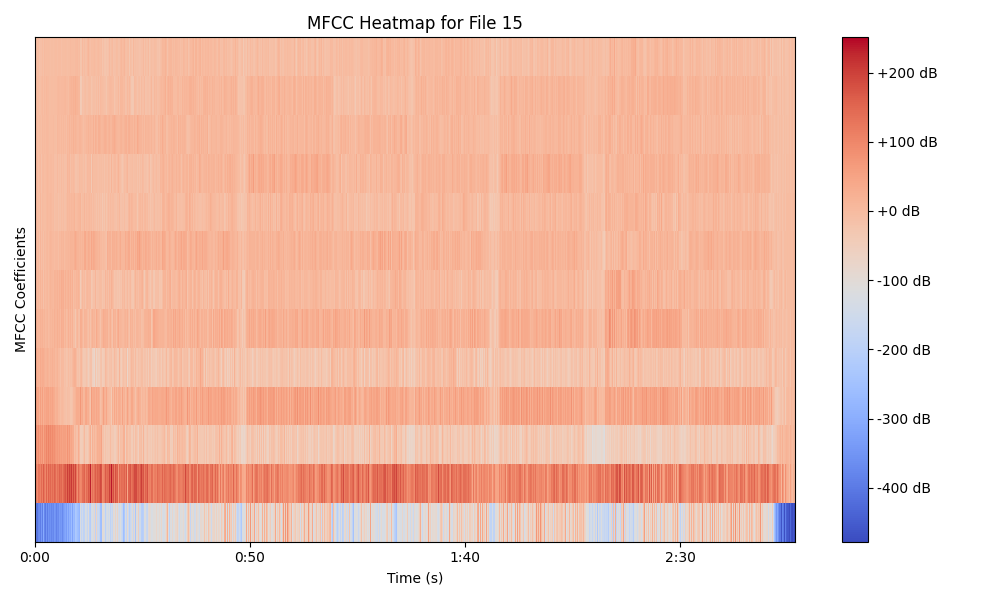 MFCC Heatmap for File 15
MFCC Coefficients
+200 dB
+100 dB
+0 dB
-100 dB
-200 dB
-300 dB
-400 dB
0:00 0:50 1:40 2:30
Time (s)